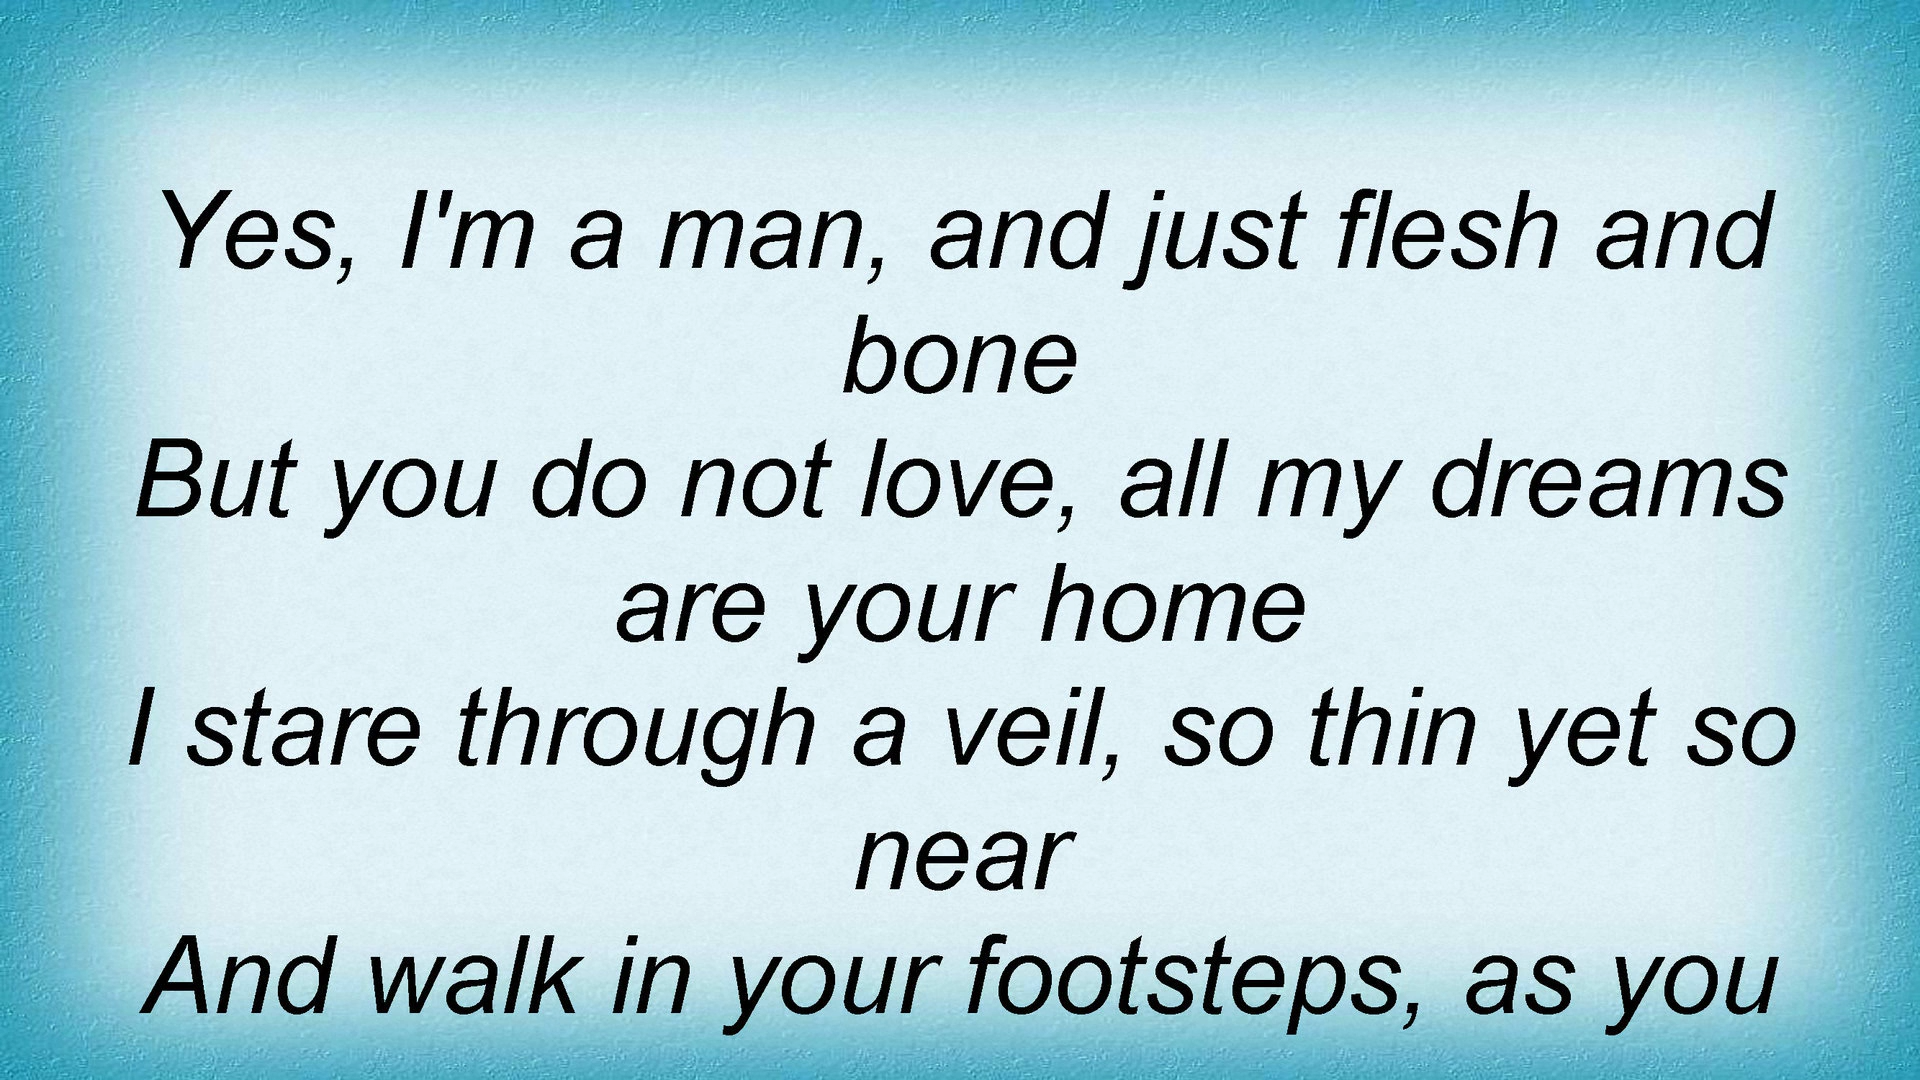 Yes, I'm a man, and just flesh and
bone
But you do not love, all my dreams
are your home
I stare through a veil, so thin yet so
near
And walk in your footsteps, as you